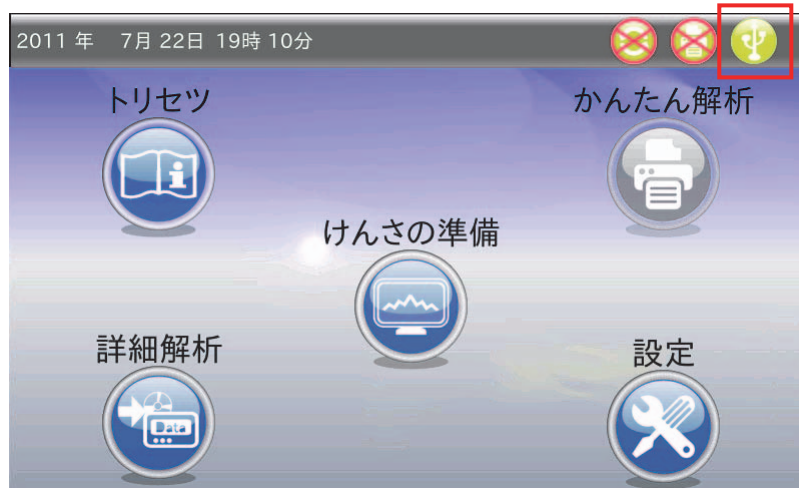 2011 年 7月 22日 19時 10分
トリセツ
かんたん解析
けんさの準備
詳細解析
Data
設定